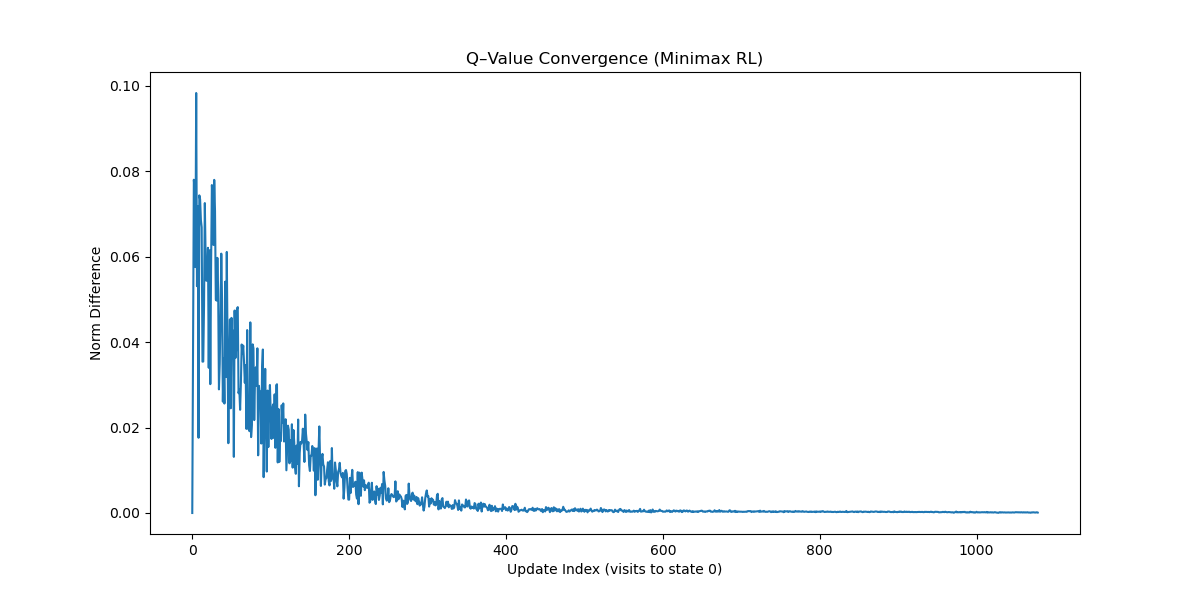 Q–Value Convergence (Minimax RL)
0.10
0.08
0.06
0.04
0.02
0.00
Norm Difference
0 200 400 600 800 1000
Update Index (visits to state 0)